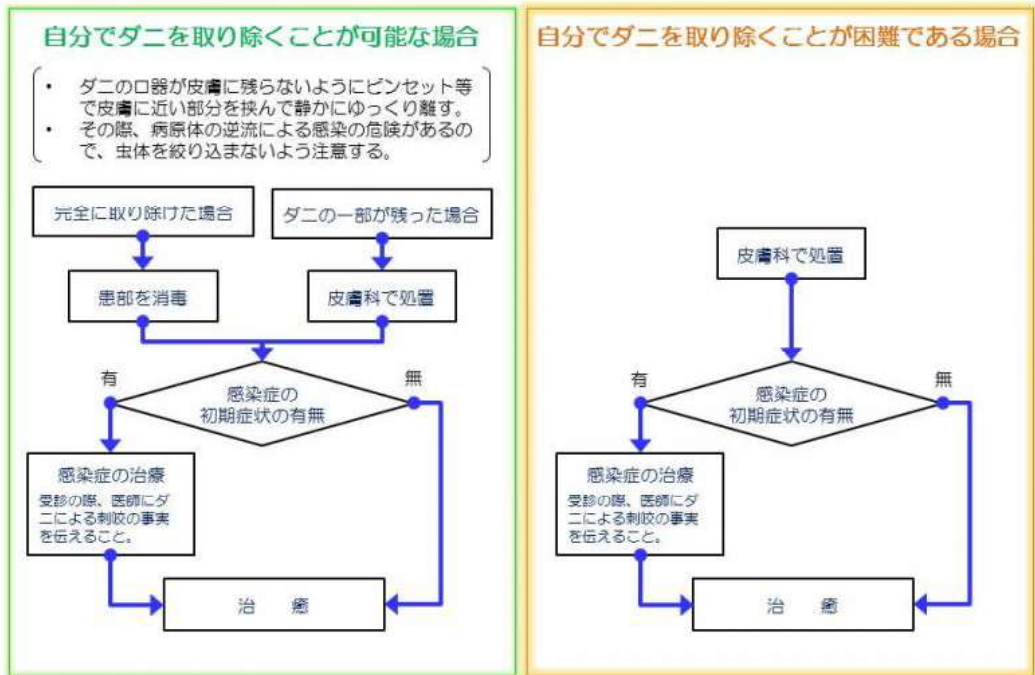 自分でダニを取り除くことが可能な場合
• ダニの口器が皮膚に残らないようにピンセット等
で皮膚に近い部分を挟んで静かにゆっくり離す。
• その際、病原体の逆流による感染の危険があるの
で、虫体を絞り込まないよう注意する。
完全に取り除けた場合
ダニの一部が残った場合
患部を消毒
皮膚科で処置
有
無
感染症の
初期症状の有無
感染症の治療
受診の際、医師にダ
ニによる刺咬の事実
を伝えること。
治 癒
自分でダニを取り除くことが困難である場合
皮膚科で処置
有
無
感染症の
初期症状の有無
感染症の治療
受診の際、医師にダ
ニによる刺咬の事実
を伝えること。
治 癒